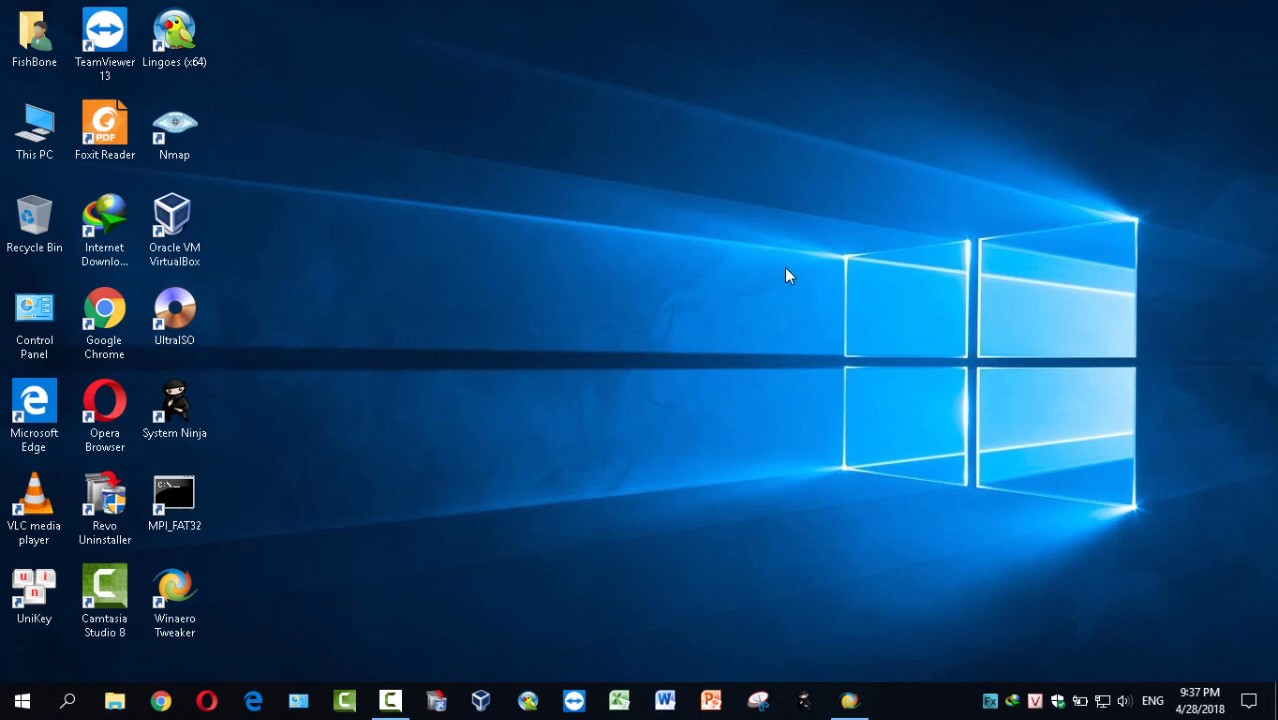 FishBone
TeamViewer
13
Lingoes (x64)
This PC
PDF
Foxit Reader
Nmap
Recycle Bin
Internet
Downlo...
Oracle VM
VirtualBox
Control
Panel
Google
Chrome
UltraISO
Microsoft
Edge
Opera
Browser
System Ninja
VLC media
player
Revo
Uninstaller
C:\_
MPI_FAT32
u i
n
UniKey
Camtasia
Studio 8
Winaero
Tweaker
Fx
V
ENG
9:37 PM
4/28/2018